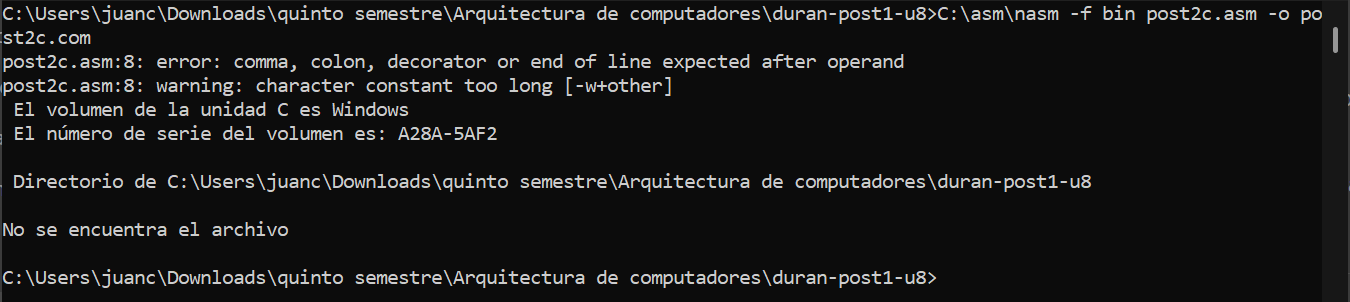 C:\Users\juanc\Downloads\quinto semestre\Arquitectura de computadores\duran-post1-u8>C:\asm\nasm -f bin post2c.asm -o po
st2c.com
post2c.asm:8: error: comma, colon, decorator or end of line expected after operand
post2c.asm:8: warning: character constant too long [-w+other]
 El volumen de la unidad C es Windows
 El número de serie del volumen es: A28A-5AF2

 Directorio de C:\Users\juanc\Downloads\quinto semestre\Arquitectura de computadores\duran-post1-u8

No se encuentra el archivo

C:\Users\juanc\Downloads\quinto semestre\Arquitectura de computadores\duran-post1-u8>